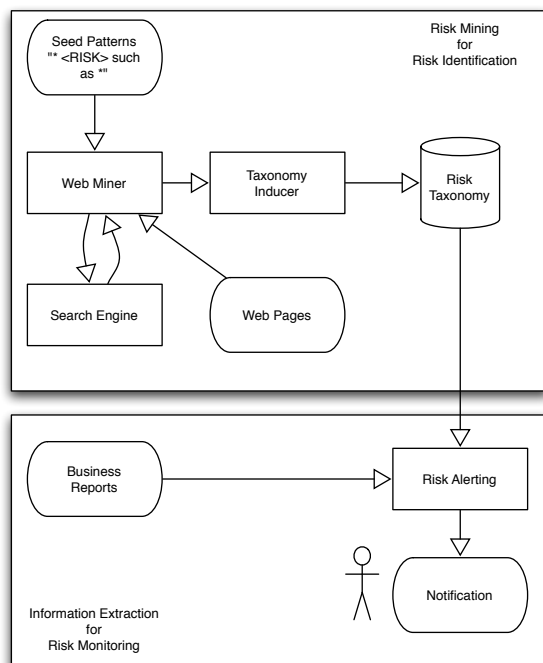 Seed Patterns
"* <RISK> such
as *"
Risk Mining
for
Risk Identification
Web Miner
Taxonomy
Inducer
Risk
Taxonomy
Search Engine
Web Pages
Business
Reports
Risk Alerting
Notification
Information Extraction
for
Risk Monitoring